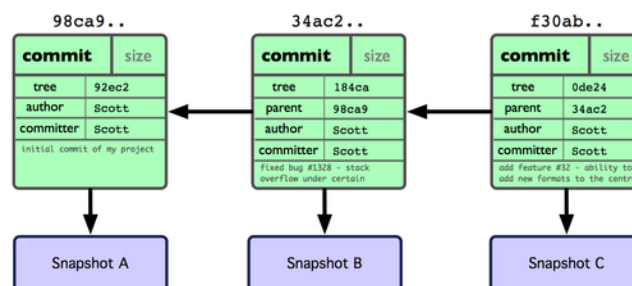 98ca9..
34ac2..
f30ab..
commit size
tree 92ec2
author Scott
committer Scott
initial commit of my project
commit size
tree 184ca
parent 98ca9
author Scott
committer Scott
fixed bug #1328 - stack
overflow under certain
commit size
tree 0de24
parent 34ac2
author Scott
committer Scott
add feature #32 - ability to
add new formats to the centr
Snapshot A
Snapshot B
Snapshot C